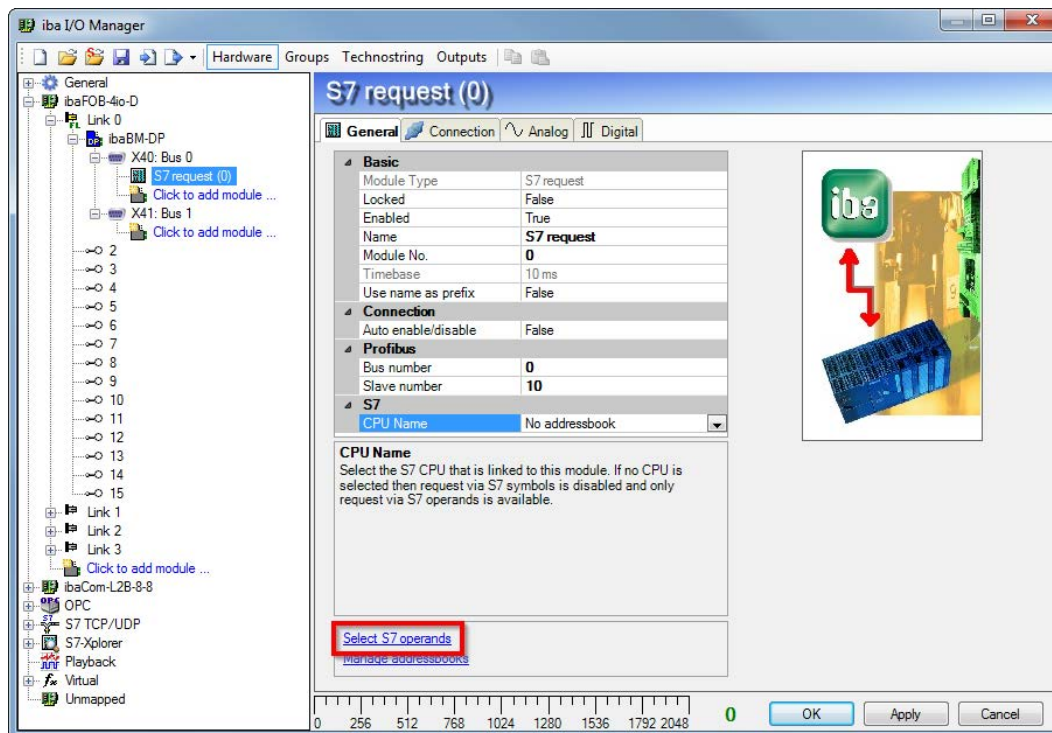 iba I/O Manager
Hardware Groups Technostring Outputs
General
ibaFOB-4io-D
Link 0
FL
ibaBM-DP
DP
X40: Bus 0
S7 request (0)
Click to add module ...
X41: Bus 1
Click to add module ...
2
3
4
5
6
7
8
9
10
11
12
13
14
15
Link 1
Link 2
Link 3
Click to add module ...
ibaCom-L2B-8-8
OPC
OPC
S7
S7 TCP/UDP
S7-Xplorer
Playback
fx Virtual
Unmapped
S7 request (0)
General Connection Analog Digital
Basic
Module Type S7 request
Locked False
Enabled True
Name S7 request
Module No. 0
Timebase 10 ms
Use name as prefix False
Connection
Auto enable/disable False
Profibus
Bus number 0
Slave number 10
S7
CPU Name No addressbook
CPU Name
Select the S7 CPU that is linked to this module. If no CPU is
selected then request via S7 symbols is disabled and only
request via S7 operands is available.
Select S7 operands
Manage addressbooks
iba
0 256 512 768 1024 1280 1536 1792 2048
0
OK Apply Cancel